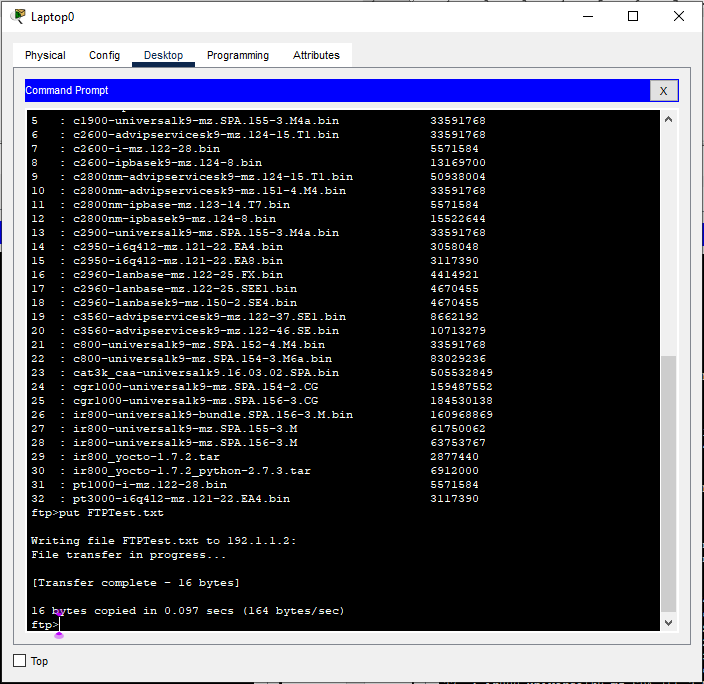 Laptop0
Physical Config Desktop Programming Attributes
Command Prompt X
5 : c1900-universalk9-mz.SPA.155-3.M4a.bin 33591768
6 : c2600-advipservicesk9-mz.124-15.T1.bin 33591768
7 : c2600-i-mz.122-28.bin 5571584
8 : c2600-ipbasek9-mz.124-8.bin 13169700
9 : c2800nm-advipservicesk9-mz.124-15.T1.bin 50938004
10 : c2800nm-advipservicesk9-mz.151-4.M4.bin 33591768
11 : c2800nm-ipbase-mz.123-14.T7.bin 5571584
12 : c2800nm-ipbasek9-mz.124-8.bin 15522644
13 : c2900-universalk9-mz.SPA.155-3.M4a.bin 33591768
14 : c2950-i6q4l2-mz.121-22.EA4.bin 3058048
15 : c2950-i6q4l2-mz.121-22.EA8.bin 3117390
16 : c2960-lanbase-mz.122-25.FX.bin 4414921
17 : c2960-lanbase-mz.122-25.SEE1.bin 4670455
18 : c2960-lanbasek9-mz.150-2.SE4.bin 4670455
19 : c3560-advipservicesk9-mz.122-37.SE1.bin 8662192
20 : c3560-advipservicesk9-mz.122-46.SE.bin 10713279
21 : c800-universalk9-mz.SPA.152-4.M4.bin 33591768
22 : c800-universalk9-mz.SPA.154-3.M6a.bin 83029236
23 : cat3k_caa-universalk9.16.03.02.SPA.bin 505532849
24 : cgr1000-universalk9-mz.SPA.154-2.CG 159487552
25 : cgr1000-universalk9-mz.SPA.156-3.CG 184530138
26 : ir800-universalk9-bundle.SPA.156-3.M.bin 160968869
27 : ir800-universalk9-mz.SPA.155-3.M 61750062
28 : ir800-universalk9-mz.SPA.156-3.M 63753767
29 : ir800_yocto-1.7.2.tar 2877440
30 : ir800_yocto-1.7.2_python-2.7.3.tar 6912000
31 : pt1000-i-mz.122-28.bin 5571584
32 : pt3000-i6q4l2-mz.121-22.EA4.bin 3117390
ftp>put FTPTest.txt
Writing file FTPTest.txt to 192.1.1.2:
File transfer in progress...
[Transfer complete - 16 bytes]
16 bytes copied in 0.097 secs (164 bytes/sec)
ftp>
Top